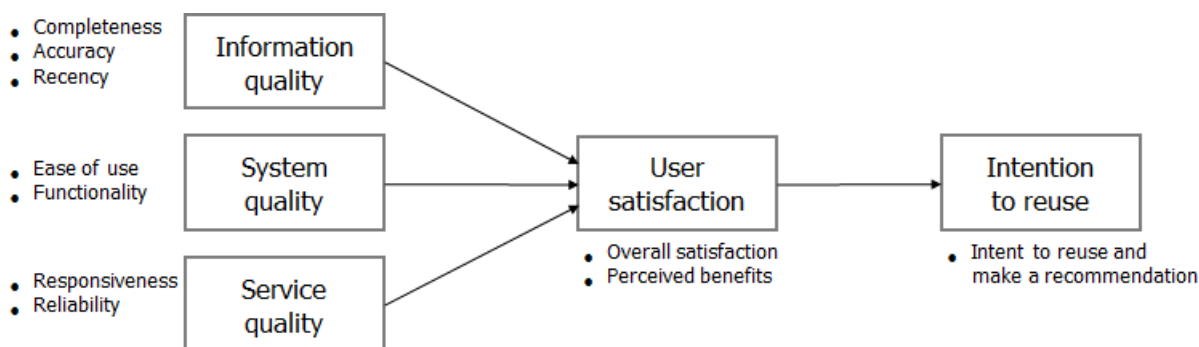 • Completeness
• Accuracy
• Recency
Information
quality
• Ease of use
• Functionality
System
quality
• Responsiveness
• Reliability
Service
quality
User
satisfaction
• Overall satisfaction
• Perceived benefits
Intention
to reuse
• Intent to reuse and
make a recommendation